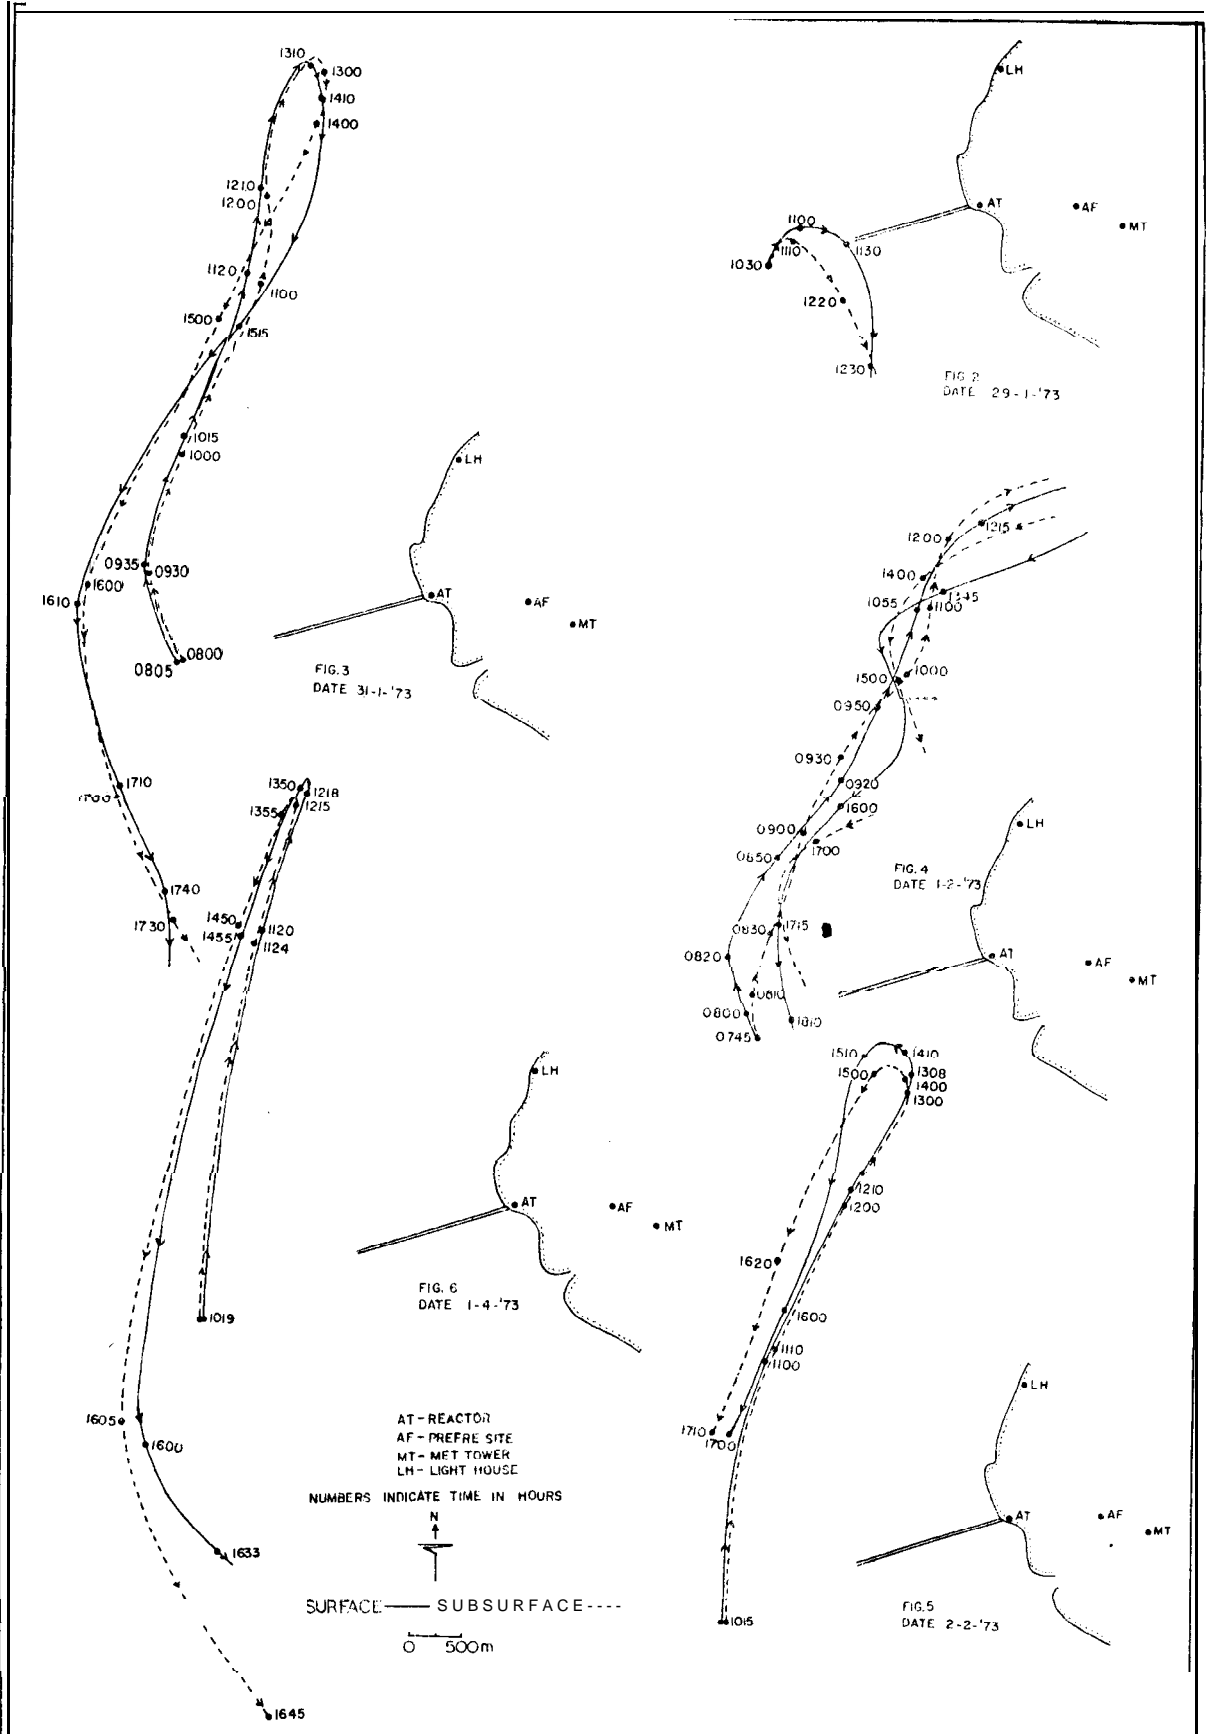 1310
1300
1410
1400
1210
1200
1120
1100
1500
1515
1015
1000
0935
0930
1600
1610
0805
0800
1710
1740
1730
LH
AT
AF
MT
FIG.3
DATE 31-1-'73
LH
AT
AF
MT
1100
1110
1130
1030
1220
1230
FIG.2
DATE 29-1-'73
1200
1215
1400
1055
1100
1500
1000
0950
0930
0920
1600
0900
1700
0850
0830
1715
0820
0810
0800
0745
1810
LH
AT
AF
MT
FIG.4
DATE 1-2-'73
1350
1218
1355
1215
1450
1120
1455
1124
1019
1605
1600
1633
1645
LH
AT
AF
MT
FIG. 6
DATE 1-4-'73
1510
1410
1500
1308
1400
1300
1210
1200
1620
1600
1110
1100
1710
1700
1015
LH
AT
AF
MT
FIG.5
DATE 2-2-'73
AT-REACTOR
AF-PREFRE SITE
MT-MET TOWER
LH-LIGHT HOUSE
NUMBERS INDICATE TIME IN HOURS
N
SURFACE SUBSURFACE
0 500m